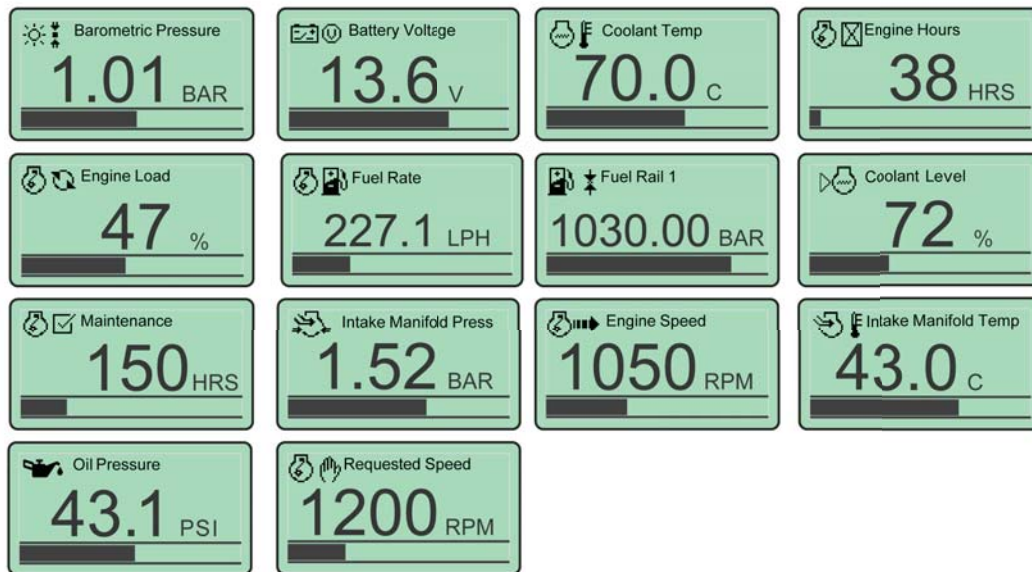 Barometric Pressure
1.01 BAR
Battery Voltage
13.6 V
Coolant Temp
70.0 C
Engine Hours
38 HRS
Engine Load
47 %
Fuel Rate
227.1 LPH
Fuel Rail 1
1030.00 BAR
Coolant Level
72 %
Maintenance
150 HRS
Intake Manifold Press
1.52 BAR
Engine Speed
1050 RPM
Intake Manifold Temp
43.0 C
Oil Pressure
43.1 PSI
Requested Speed
1200 RPM